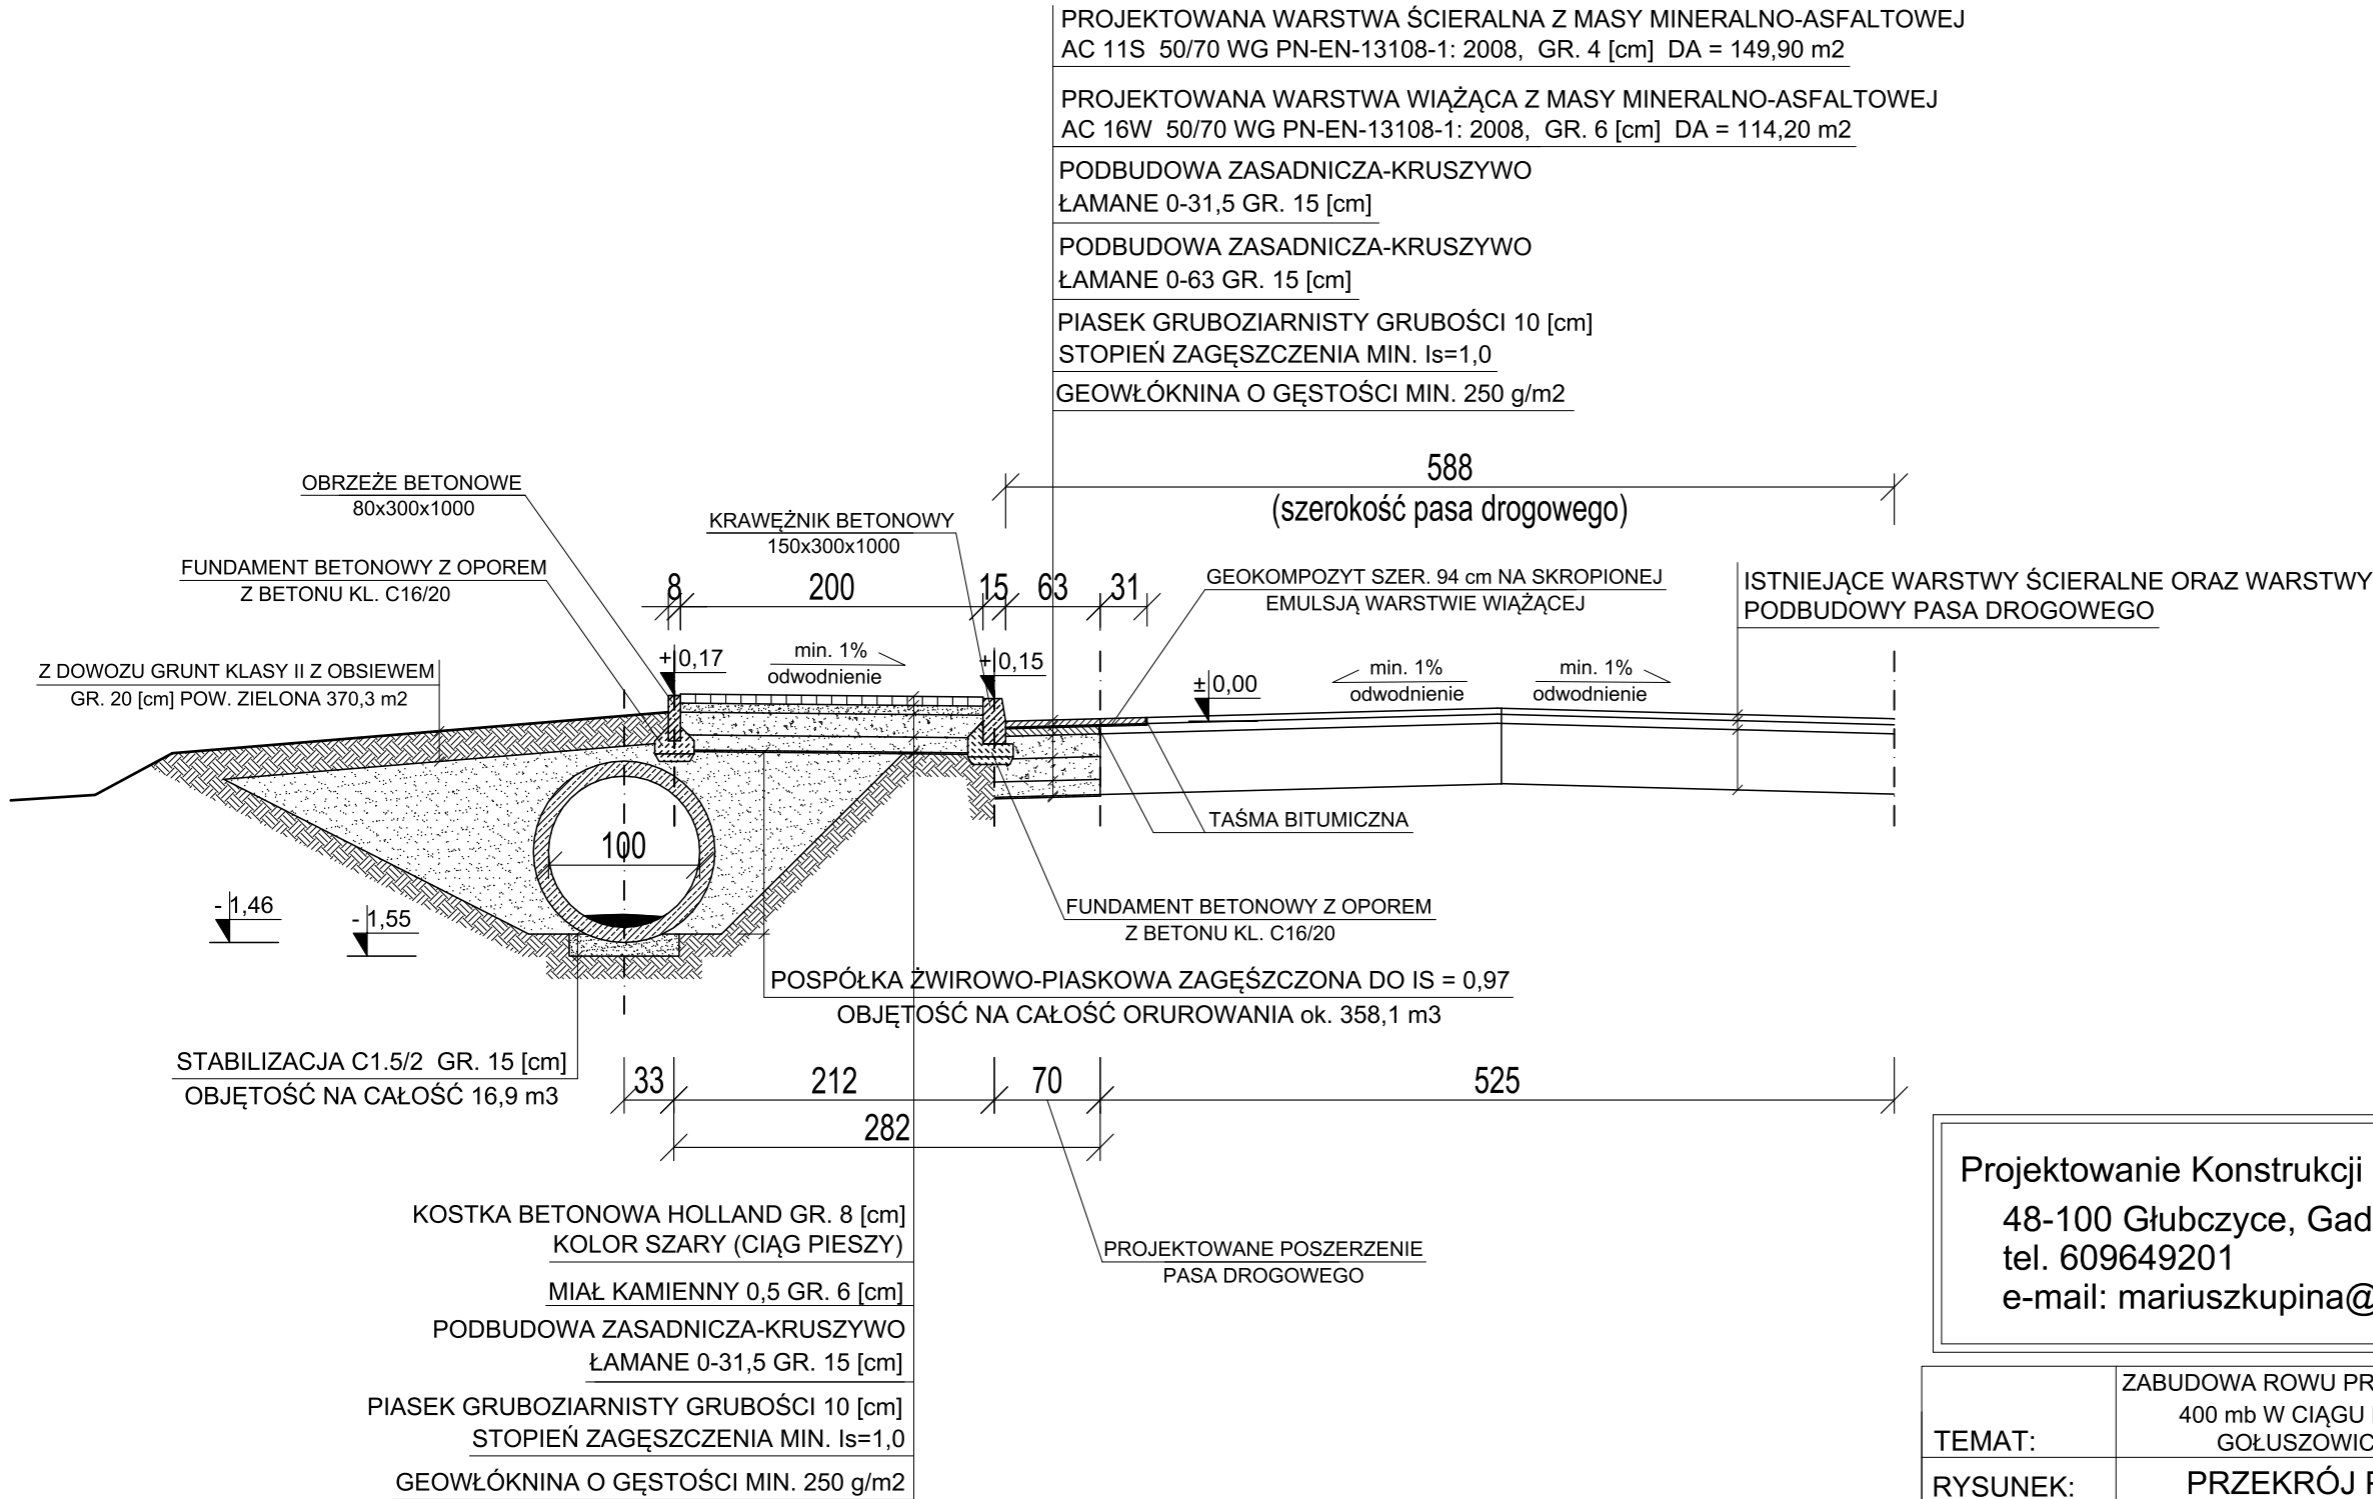 PROJEKTOWANA WARSTWA ŚCIERALNA Z MASY MINERALNO-ASFALTOWEJ
AC 11S 50/70 WG PN-EN-13108-1: 2008, GR. 4 [cm] DA = 149,90 m2
PROJEKTOWANA WARSTWA WIĄŻĄCA Z MASY MINERALNO-ASFALTOWEJ
AC 16W 50/70 WG PN-EN-13108-1: 2008, GR. 6 [cm] DA = 114,20 m2
PODBUDOWA ZASADNICZA-KRUSZYWO
ŁAMANE 0-31,5 GR. 15 [cm]
PODBUDOWA ZASADNICZA-KRUSZYWO
ŁAMANE 0-63 GR. 15 [cm]
PIASEK GRUBOZIARNISTY GRUBOŚCI 10 [cm]
STOPIEŃ ZAGĘSZCZENIA MIN. Is=1,0
GEOWŁÓKNINA O GĘSTOŚCI MIN. 250 g/m2
588
(szerokość pasa drogowego)
OBRZEŻE BETONOWE
80x300x1000
KRAWĘŻNIK BETONOWY
150x300x1000
FUNDAMENT BETONOWY Z OPOREM
Z BETONU KL. C16/20
8
200
15
63
31
GEOKOMPOZYT SZER. 94 cm NA SKROPIONEJ
EMULSJĄ WARSTWIE WIĄŻĄCEJ
ISTNIEJĄCE WARSTWY ŚCIERALNE ORAZ WARSTWY
PODBUDOWY PASA DROGOWEGO
Z DOWOZU GRUNT KLASY II Z OBSIEWEM
GR. 20 [cm] POW. ZIELONA 370,3 m2
+0,17
min. 1%
odwodnienie
+0,15
±0,00
min. 1%
odwodnienie
min. 1%
odwodnienie
TAŚMA BITUMICZNA
100
-1,46
-1,55
FUNDAMENT BETONOWY Z OPOREM
Z BETONU KL. C16/20
POSPÓŁKA ŻWIROWO-PIASKOWA ZAGĘŚZCZONA DO IS = 0,97
OBJĘTOŚĆ NA CAŁOŚĆ ORUROWANIA ok. 358,1 m3
STABILIZACJA C1.5/2 GR. 15 [cm]
OBJĘTOŚĆ NA CAŁOŚĆ 16,9 m3
33
212
70
525
282
KOSTKA BETONOWA HOLLAND GR. 8 [cm]
KOLOR SZARY (CIĄG PIESZY)
MIAŁ KAMIENNY 0,5 GR. 6 [cm]
PODBUDOWA ZASADNICZA-KRUSZYWO
ŁAMANE 0-31,5 GR. 15 [cm]
PIASEK GRUBOZIARNISTY GRUBOŚCI 10 [cm]
STOPIEŃ ZAGĘSZCZENIA MIN. Is=1,0
GEOWŁÓKNINA O GĘSTOŚCI MIN. 250 g/m2
PROJEKTOWANE POSZERZENIE
PASA DROGOWEGO
Projektowanie Konstrukcji
48-100 Głubczyce, Gad
tel. 609649201
e-mail: mariuszkupina@
TEMAT:
ZABUDOWA ROWU PR
400 mb W CIĄGU
GOŁUSZOWIC
RYSUNEK:
PRZEKRÓJ